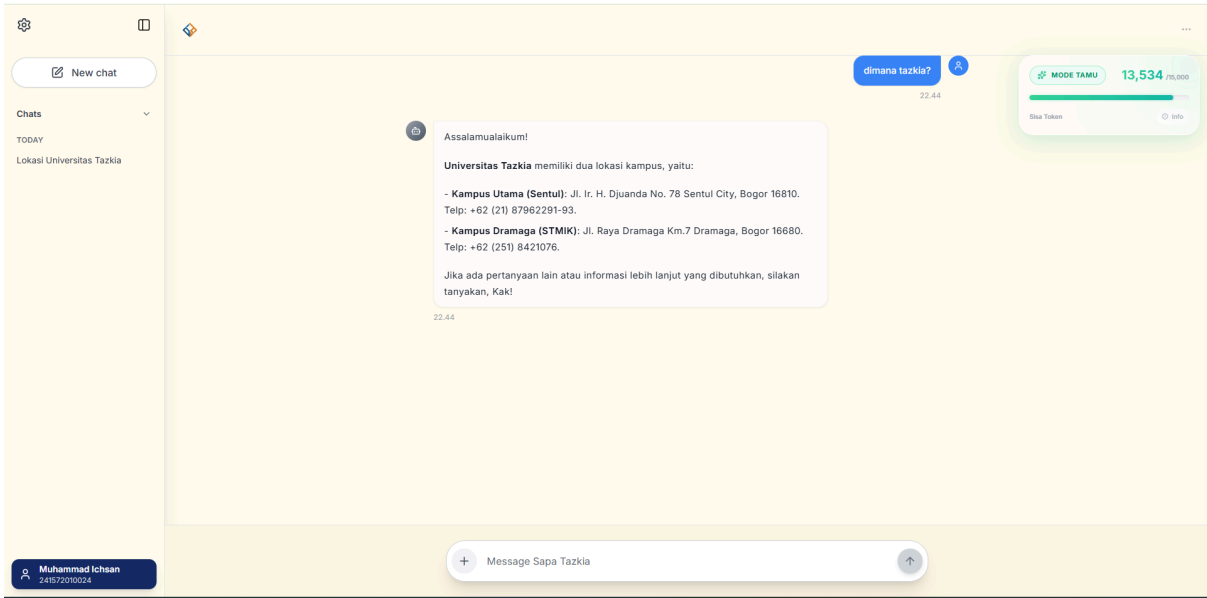 New chat
Chats
TODAY
Lokasi Universitas Tazkia
Muhammad Ichsan
241572010024
dimana tazkia?
22.44
MODE TAMU 13,534 /15,000
Sisa Token Info
Assalamualaikum!
Universitas Tazkia memiliki dua lokasi kampus, yaitu:
- Kampus Utama (Sentul): Jl. Ir. H. Djuanda No. 78 Sentul City, Bogor 16810.
Telp: +62 (21) 87962291-93.
- Kampus Dramaga (STMIK): Jl. Raya Dramaga Km.7 Dramaga, Bogor 16680.
Telp: +62 (251) 8421076.
Jika ada pertanyaan lain atau informasi lebih lanjut yang dibutuhkan, silakan
tanyakan, Kak!
22.44
Message Sapa Tazkia